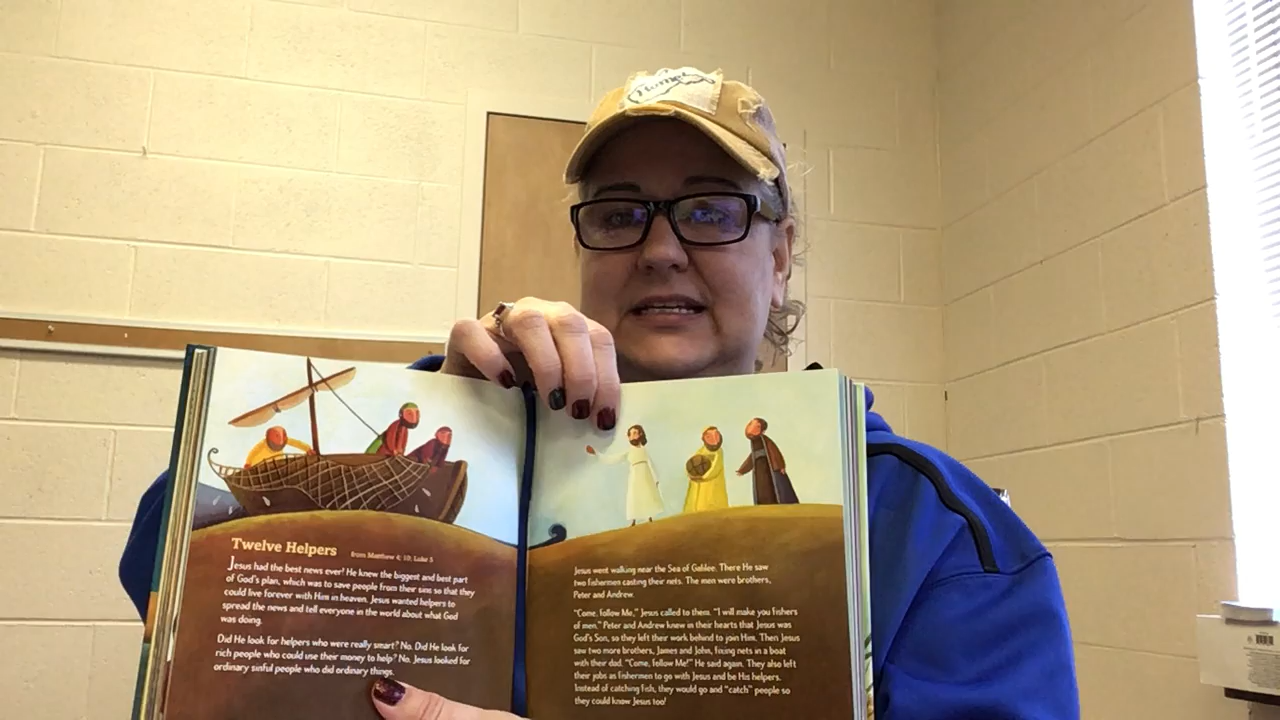 Twelve Helpers from Matthew 4; 10; Luke 5
Jesus had the best news ever! He knew the biggest and best part
of God's plan, which was to save people from their sins so that they
could live forever with Him in heaven. Jesus wanted helpers to
spread the news and tell everyone in the world about what God
was doing.
Did He look for helpers who were really smart? No. Did He look for
rich people who could use their money to help? No. Jesus looked for
ordinary sinful people who did ordinary things.
Jesus went walking near the Sea of Galilee. There He saw
two fishermen casting their nets. The men were brothers,
Peter and Andrew.
"Come, follow Me," Jesus called to them. "I will make you fishers
of men." Peter and Andrew knew in their hearts that Jesus was
God's Son, so they left their work behind to join Him. Then Jesus
saw two more brothers, James and John, fixing nets in a boat
with their dad. "Come, follow Me!" He said again. They also left
their jobs as fishermen to go with Jesus and be His helpers.
Instead of catching fish, they would go and "catch" people so
they could know Jesus too!